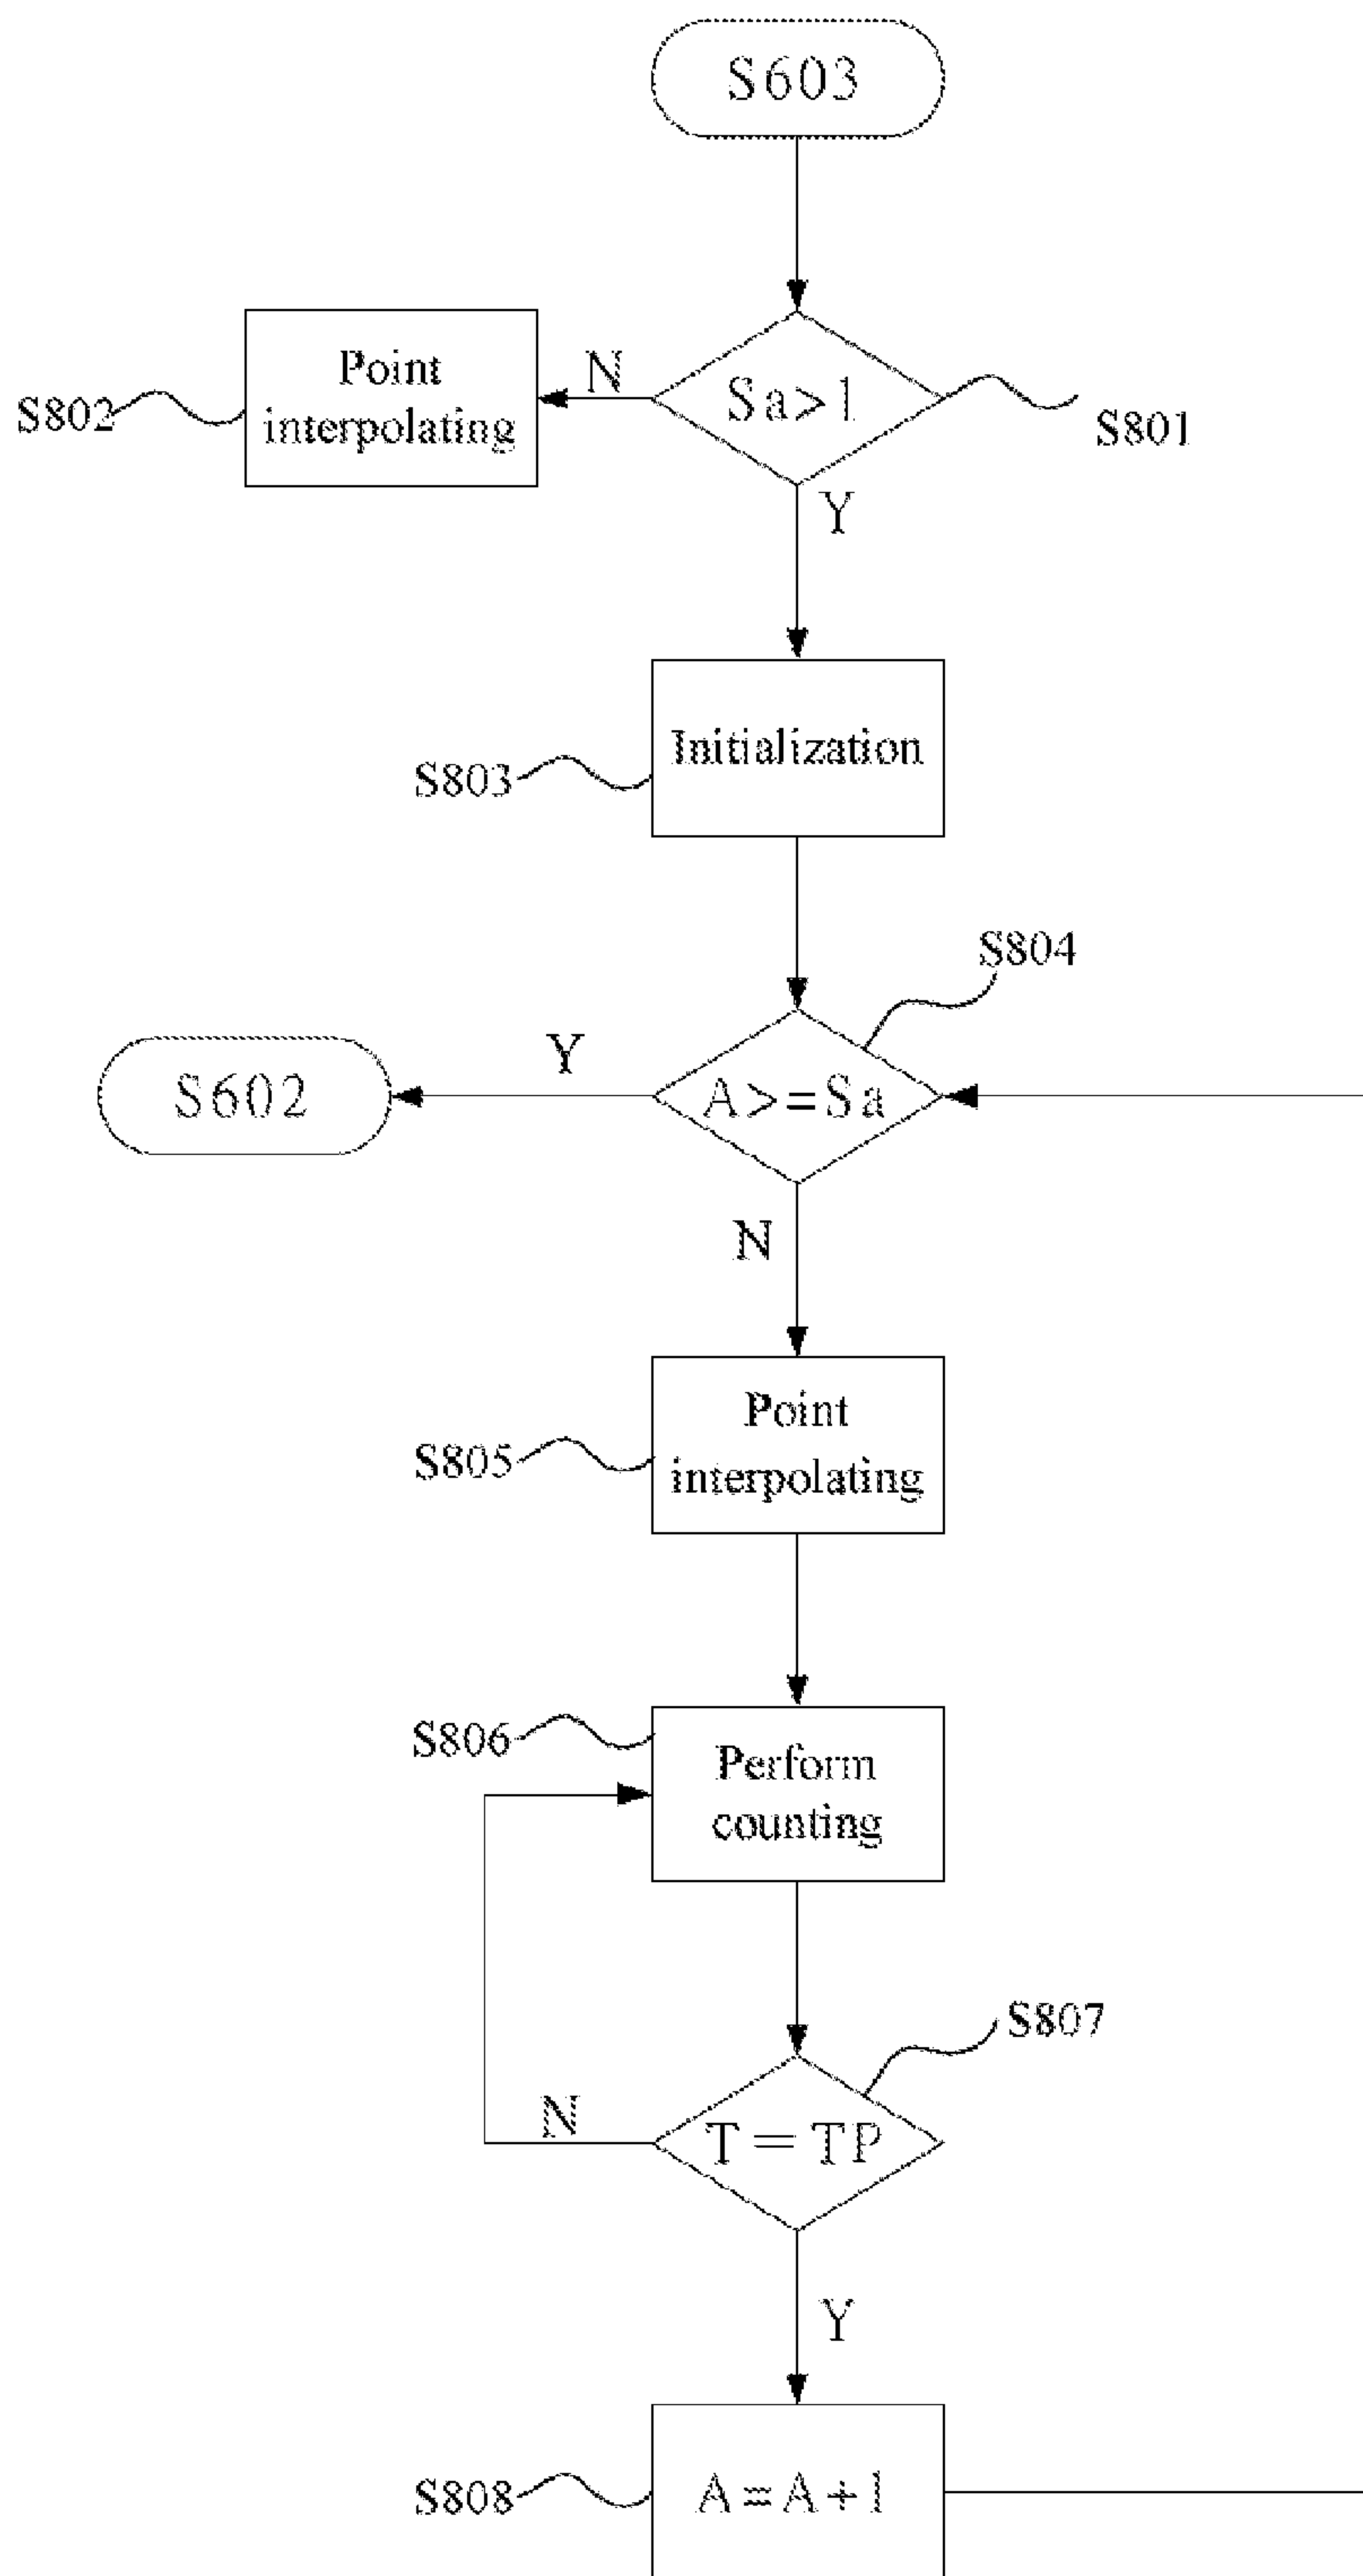 S603
Point
interpolating
N
Sa>1
S802
S801
Y
Initialization
S803
S804
Y
S602
A>=Sa
N
Point
interpolating
S805
S806
Perform
counting
S807
N
T=TP
Y
S808
A=A+1